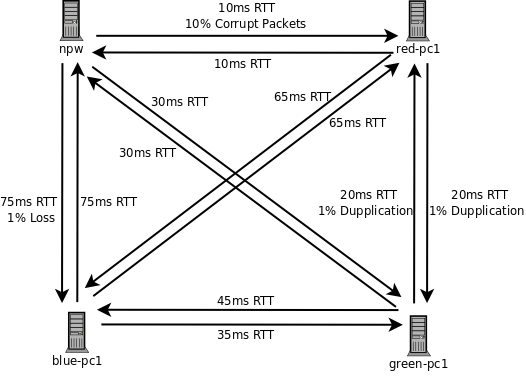 10ms RTT
10% Corrupt Packets
npw
red-pc1
10ms RTT
30ms RTT
65ms RTT
65ms RTT
30ms RTT
75ms RTT
1% Loss
75ms RTT
20ms RTT
1% Dupplication
20ms RTT
1% Dupplication
45ms RTT
35ms RTT
blue-pc1
green-pc1